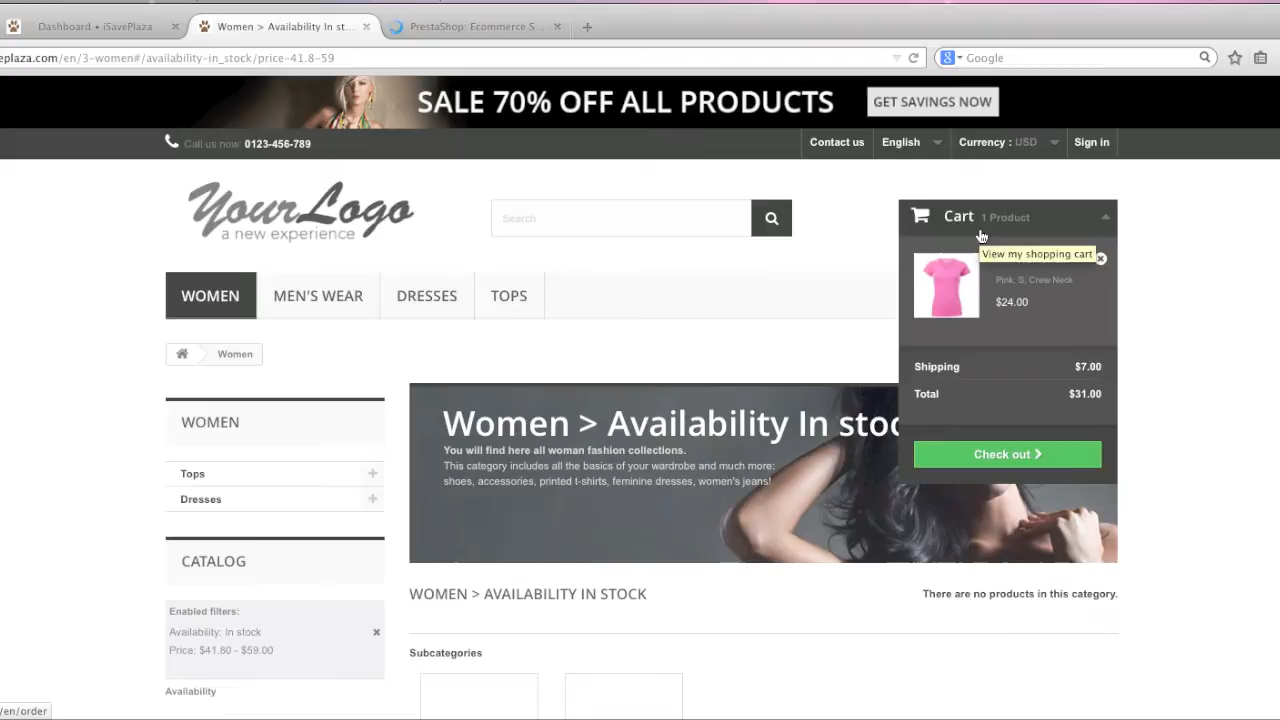 Dashboard • iSavePlaza
Women > Availability In st...
PrestaShop: Ecommerce S...
eplaza.com/en/3-women#/availability-in_stock/price-41.8-59
Google
SALE 70% OFF ALL PRODUCTS
GET SAVINGS NOW
Call us now: 0123-456-789
Contact us
English
Currency : USD
Sign in
YourLogo
a new experience
Search
Cart 1 Product
View my shopping cart
Pink, S, Crew Neck
$24.00
WOMEN
MEN'S WEAR
DRESSES
TOPS
Women
Shipping $7.00
Total $31.00
Check out
WOMEN
Tops
Dresses
Women > Availability In stoc
You will find here all woman fashion collections.
This category includes all the basics of your wardrobe and much more:
shoes, accessories, printed t-shirts, feminine dresses, women's jeans!
CATALOG
Enabled filters:
Availability: In stock
Price: $41.80 - $59.00
Availability
WOMEN > AVAILABILITY IN STOCK
There are no products in this category.
Subcategories
/en/order